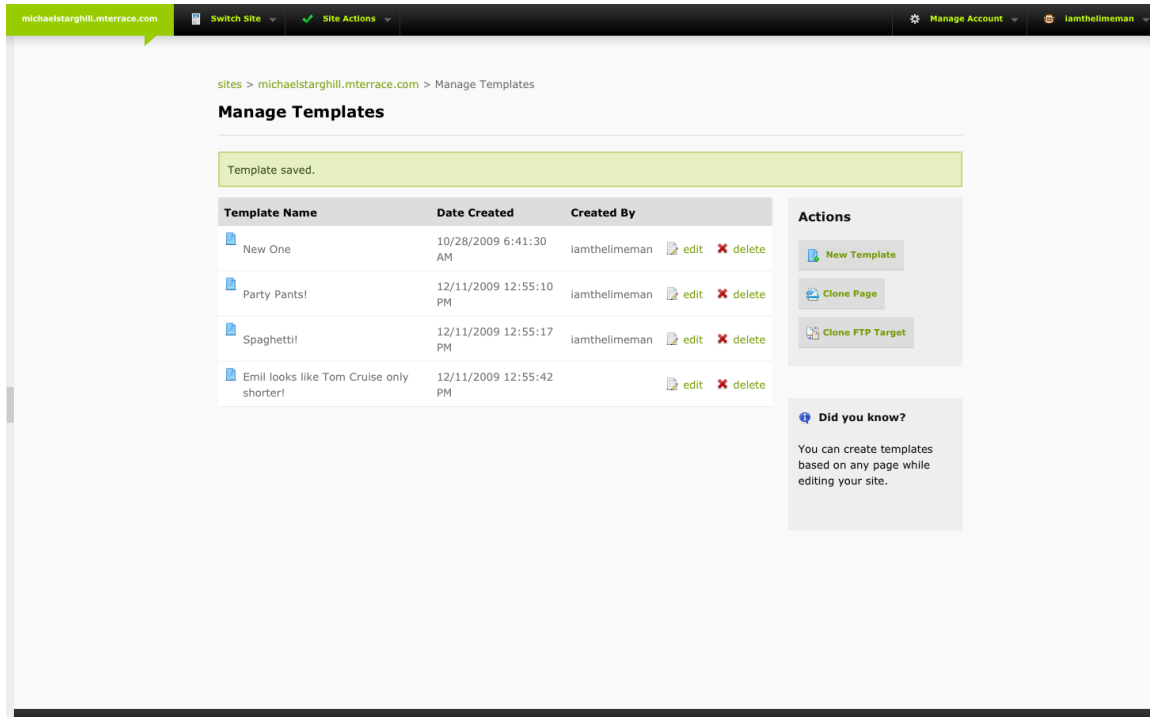 michaelstarghill.mterrace.com Switch Site Site Actions Manage Account iamthelimeman
sites > michaelstarghill.mterrace.com > Manage Templates
Manage Templates
Template saved.
Template Name Date Created Created By
New One 10/28/2009 6:41:30 AM iamthelimeman edit delete
Party Pants! 12/11/2009 12:55:10 PM iamthelimeman edit delete
Spaghetti! 12/11/2009 12:55:17 PM iamthelimeman edit delete
Emil looks like Tom Cruise only shorter! 12/11/2009 12:55:42 PM edit delete
Actions
New Template
Clone Page
Clone FTP Target
Did you know?
You can create templates
based on any page while
editing your site.